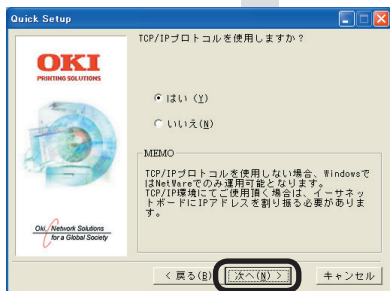 Quick Setup
TCP/IPプロトコルを使用しますか？
OKI
PRINTING SOLUTIONS
はい (Y)
いいえ(N)
MEMO
TCP/IPプロトコルを使用しない場合、Windowsで
はNetWareでのみ運用可能となります。
TCP/IP環境にてご使用頂く場合は、イーサネッ
トボードにIPアドレスを割り振る必要がありま
す。
Oki, Network Solutions
for a Global Society
< 戻る(B)
次へ(N) >
キャンセル